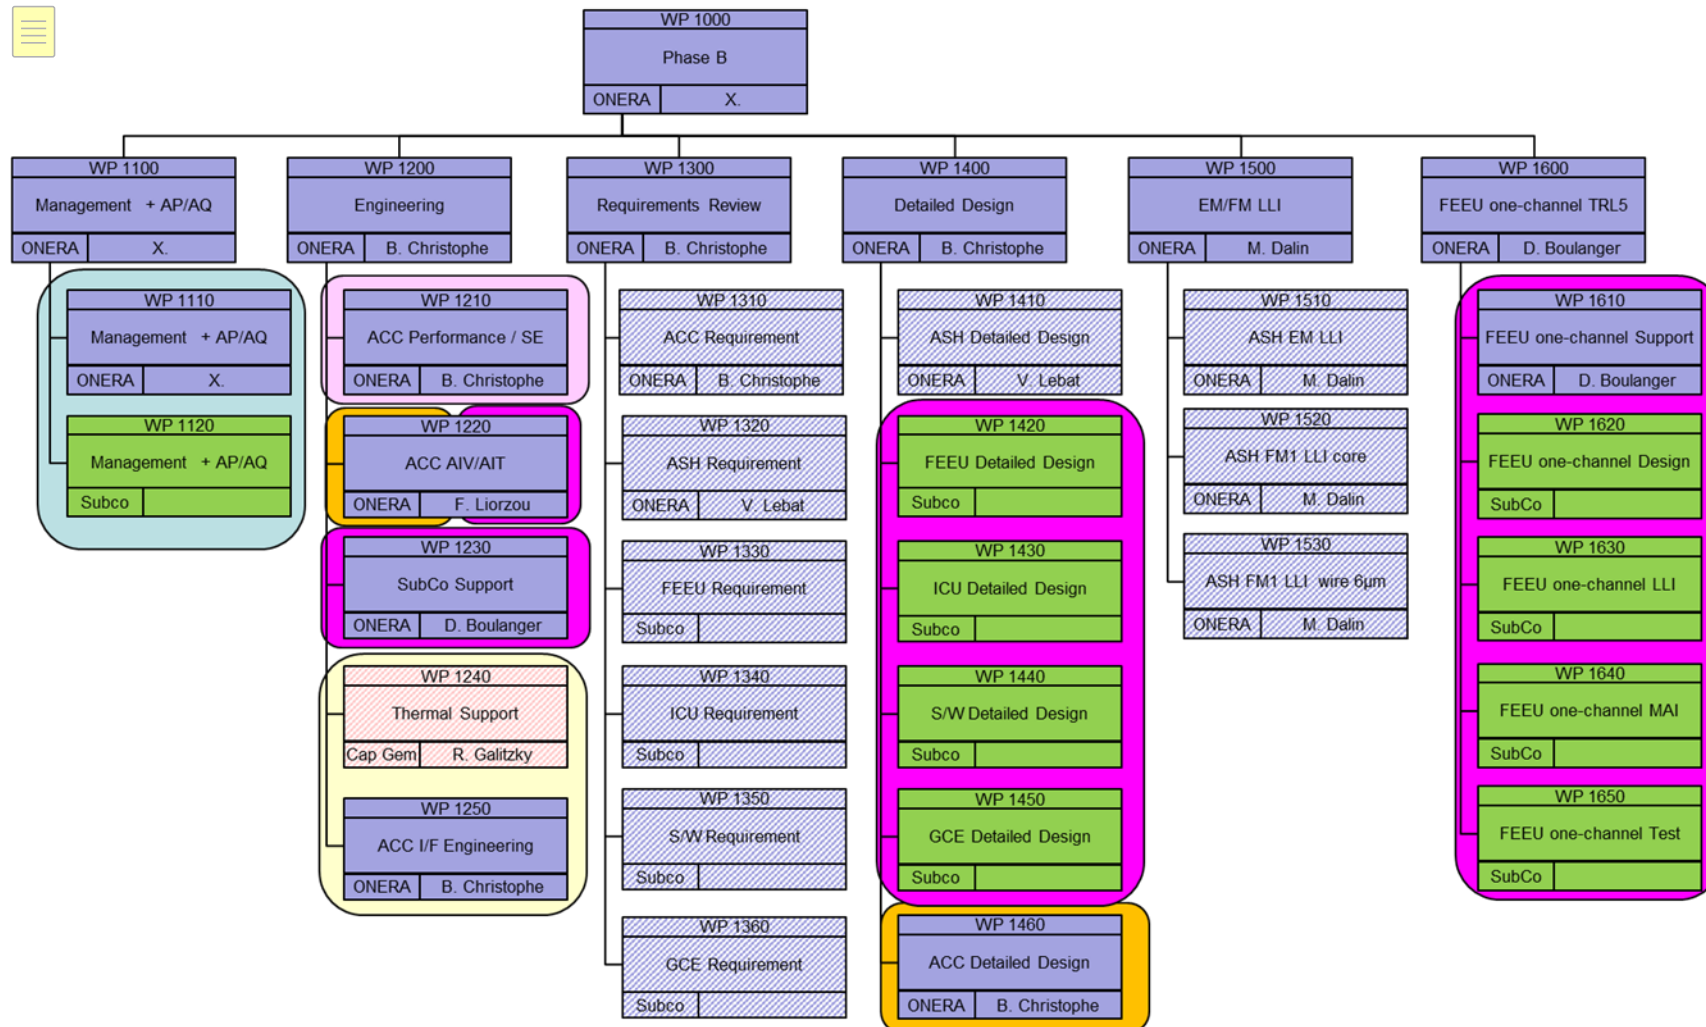 WP 1000
Phase B
ONERA X.
WP 1100
Management + AP/AQ
ONERA X.
WP 1200
Engineering
ONERA B. Christophe
WP 1300
Requirements Review
ONERA B. Christophe
WP 1400
Detailed Design
ONERA B. Christophe
WP 1500
EM/FM LLI
ONERA M. Dalin
WP 1600
FEEU one-channel TRL5
ONERA D. Boulanger
WP 1110
Management + AP/AQ
ONERA X.
WP 1120
Management + AP/AQ
Subco
WP 1210
ACC Performance / SE
ONERA B. Christophe
WP 1220
ACC AIV/AIT
ONERA F. Liorzou
WP 1230
SubCo Support
ONERA D. Boulanger
WP 1240
Thermal Support
Cap Gem R. Galitzky
WP 1250
ACC I/F Engineering
ONERA B. Christophe
WP 1310
ACC Requirement
ONERA B. Christophe
WP 1320
ASH Requirement
ONERA V. Lebat
WP 1330
FEEU Requirement
Subco
WP 1340
ICU Requirement
Subco
WP 1350
S/W Requirement
Subco
WP 1360
GCE Requirement
Subco
WP 1410
ASH Detailed Design
ONERA V. Lebat
WP 1420
FEEU Detailed Design
Subco
WP 1430
ICU Detailed Design
Subco
WP 1440
S/W Detailed Design
Subco
WP 1450
GCE Detailed Design
Subco
WP 1460
ACC Detailed Design
ONERA B. Christophe
WP 1510
ASH EM LLI
ONERA M. Dalin
WP 1520
ASH FM1 LLI core
ONERA M. Dalin
WP 1530
ASH FM1 LLI wire 6µm
ONERA M. Dalin
WP 1610
FEEU one-channel Support
ONERA D. Boulanger
WP 1620
FEEU one-channel Design
SubCo
WP 1630
FEEU one-channel LLI
SubCo
WP 1640
FEEU one-channel MAI
SubCo
WP 1650
FEEU one-channel Test
SubCo